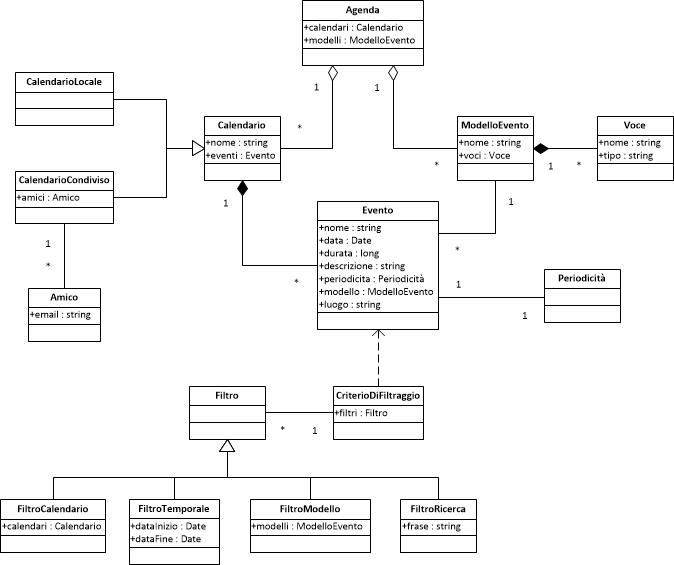 Agenda
+calendari : Calendario
+modelli : ModelloEvento
1
1
*
*
CalendarioLocale
Calendario
+nome : string
+eventi : Evento
ModelloEvento
+nome : string
+voci : Voce
1
*
Voce
+nome : string
+tipo : string
CalendarioCondiviso
+amici : Amico
1
*
Amico
+email : string
1
*
Evento
+nome : string
+data : Date
+durata : long
+descrizione : string
+periodicita : Periodicità
+modello : ModelloEvento
+luogo : string
1
*
1
1
Periodicità
Filtro
*
1
CriterioDiFiltraggio
+filtri : Filtro
FiltroCalendario
+calendari : Calendario
FiltroTemporale
+dataInizio : Date
+dataFine : Date
FiltroModello
+modelli : ModelloEvento
FiltroRicerca
+frase : string